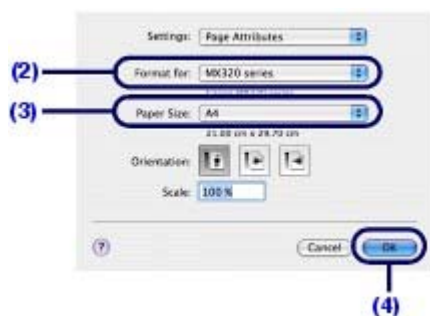 Settings: Page Attributes
(2) Format for: MX320 series
(3) Paper Size: A4
21.00 cm x 29.70 cm
Orientation:
Scale: 100 %
? Cancel OK
(4)